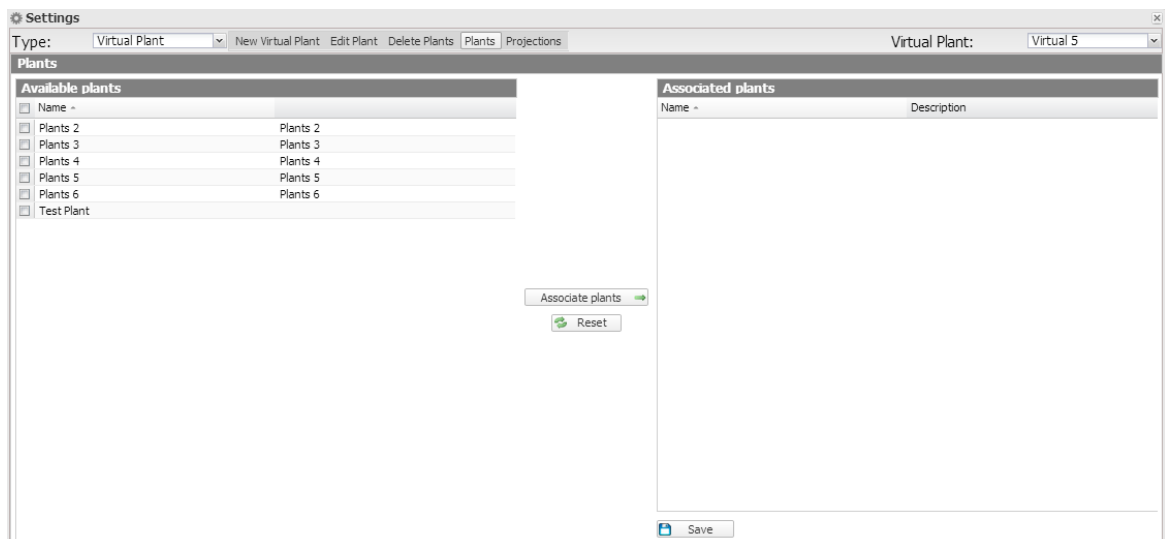 Settings
Type: Virtual Plant New Virtual Plant Edit Plant Delete Plants Plants Projections Virtual Plant: Virtual 5
Plants
Available plants Associated plants
Name Name Description
Plants 2 Plants 2
Plants 3 Plants 3
Plants 4 Plants 4
Plants 5 Plants 5
Plants 6 Plants 6
Test Plant
Associate plants
Reset
Save